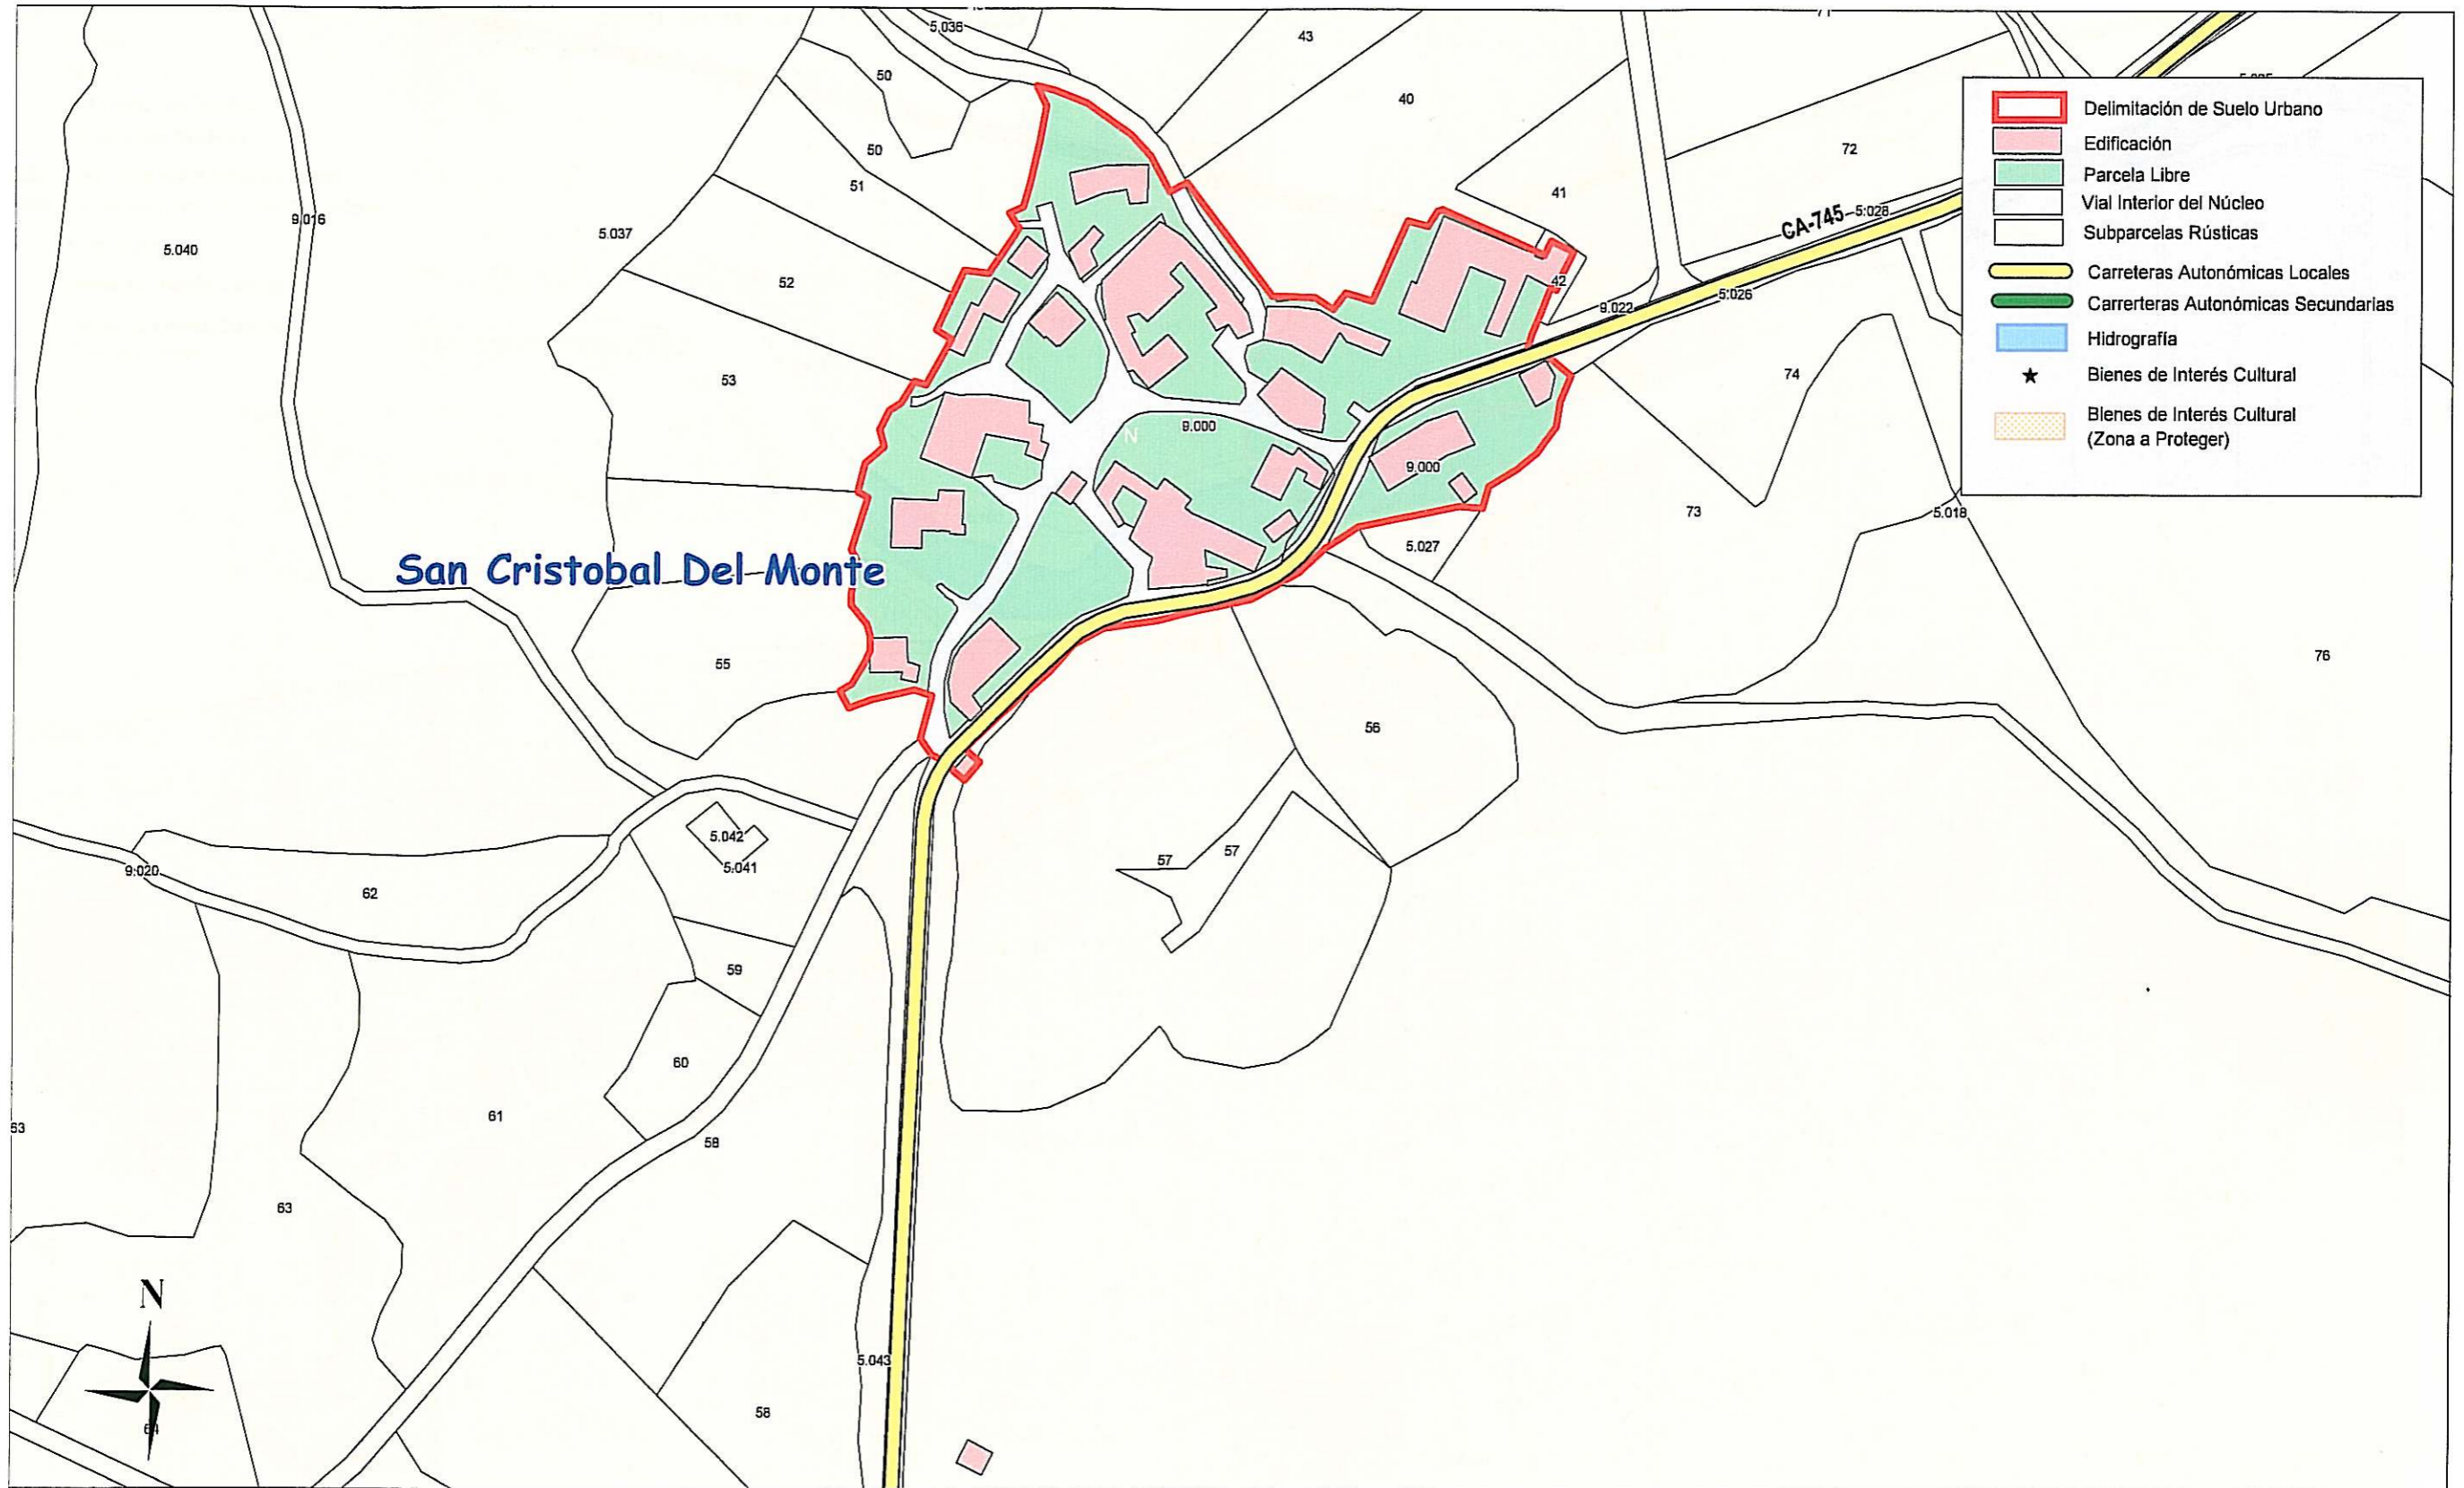 5.036
43
50
40
50
51
41
72
9.016
5.040
5.037
52
53
42
CA-745
5.028
9.022
5.026
74
73
5.018
9.000
N
9.000
5.027
San Cristobal Del Monte
55
76
56
57
57
5.042
5.041
9.020
62
59
60
61
58
63
63
5.043
58
N
64
Delimitación de Suelo Urbano
Edificación
Parcela Libre
Vial Interior del Núcleo
Subparcelas Rústicas
Carreteras Autonómicas Locales
Carrerteras Autonómicas Secundarias
Hidrografía
Bienes de Interés Cultural
Bienes de Interés Cultural
(Zona a Proteger)